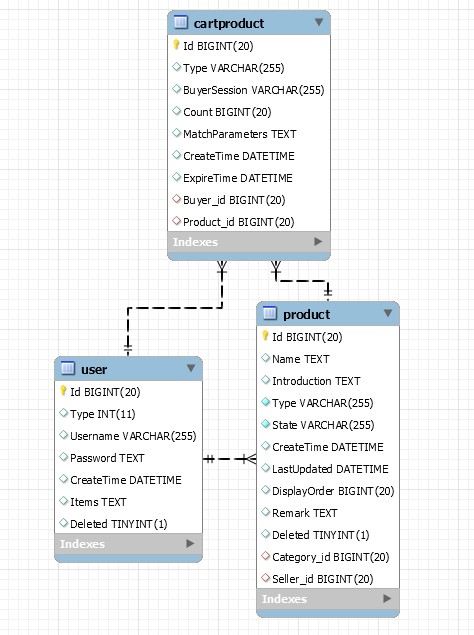 cartproduct
Id BIGINT(20)
Type VARCHAR(255)
BuyerSession VARCHAR(255)
Count BIGINT(20)
MatchParameters TEXT
CreateTime DATETIME
ExpireTime DATETIME
Buyer_id BIGINT(20)
Product_id BIGINT(20)
Indexes
product
Id BIGINT(20)
Name TEXT
Introduction TEXT
Type VARCHAR(255)
State VARCHAR(255)
CreateTime DATETIME
LastUpdated DATETIME
DisplayOrder BIGINT(20)
Remark TEXT
Deleted TINYINT(1)
Category_id BIGINT(20)
Seller_id BIGINT(20)
Indexes
user
Id BIGINT(20)
Type INT(11)
Username VARCHAR(255)
Password TEXT
CreateTime DATETIME
Items TEXT
Deleted TINYINT(1)
Indexes